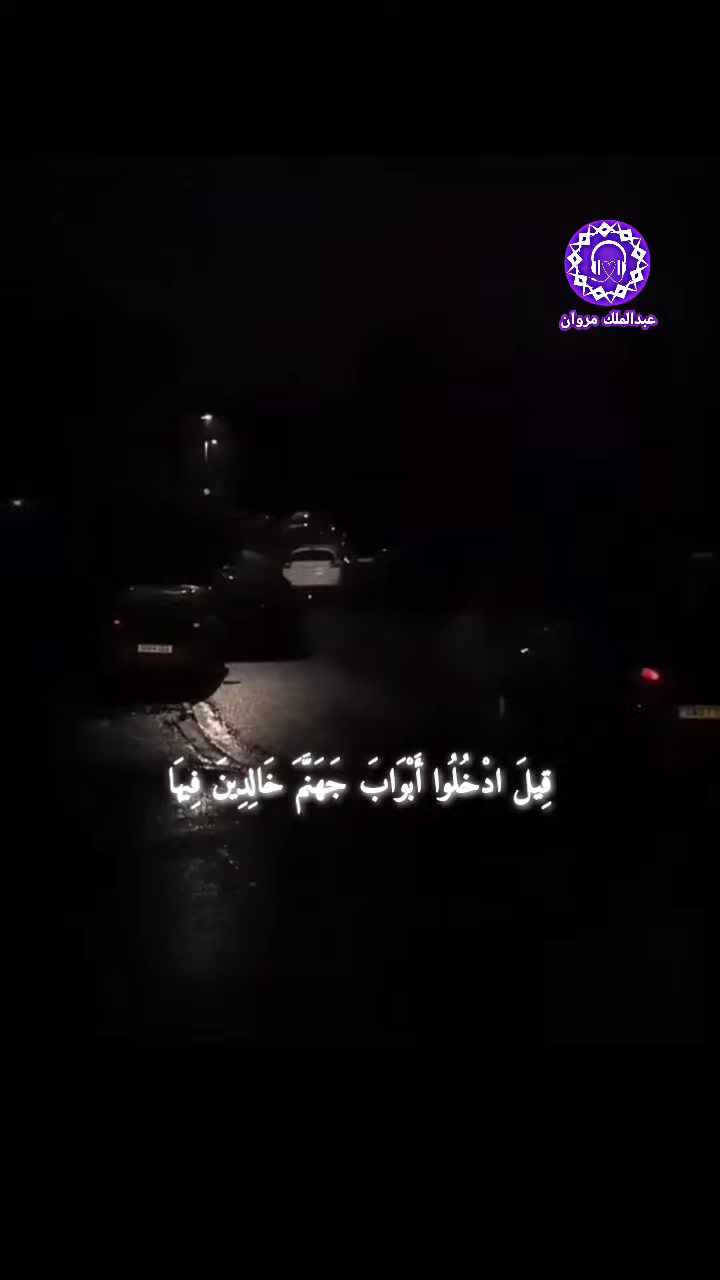 عبدالملك مروان
قِيلَ ادْخُلُوا أَبْوَابَ جَهَنَّمَ خَالِدِينَ فِيهَا